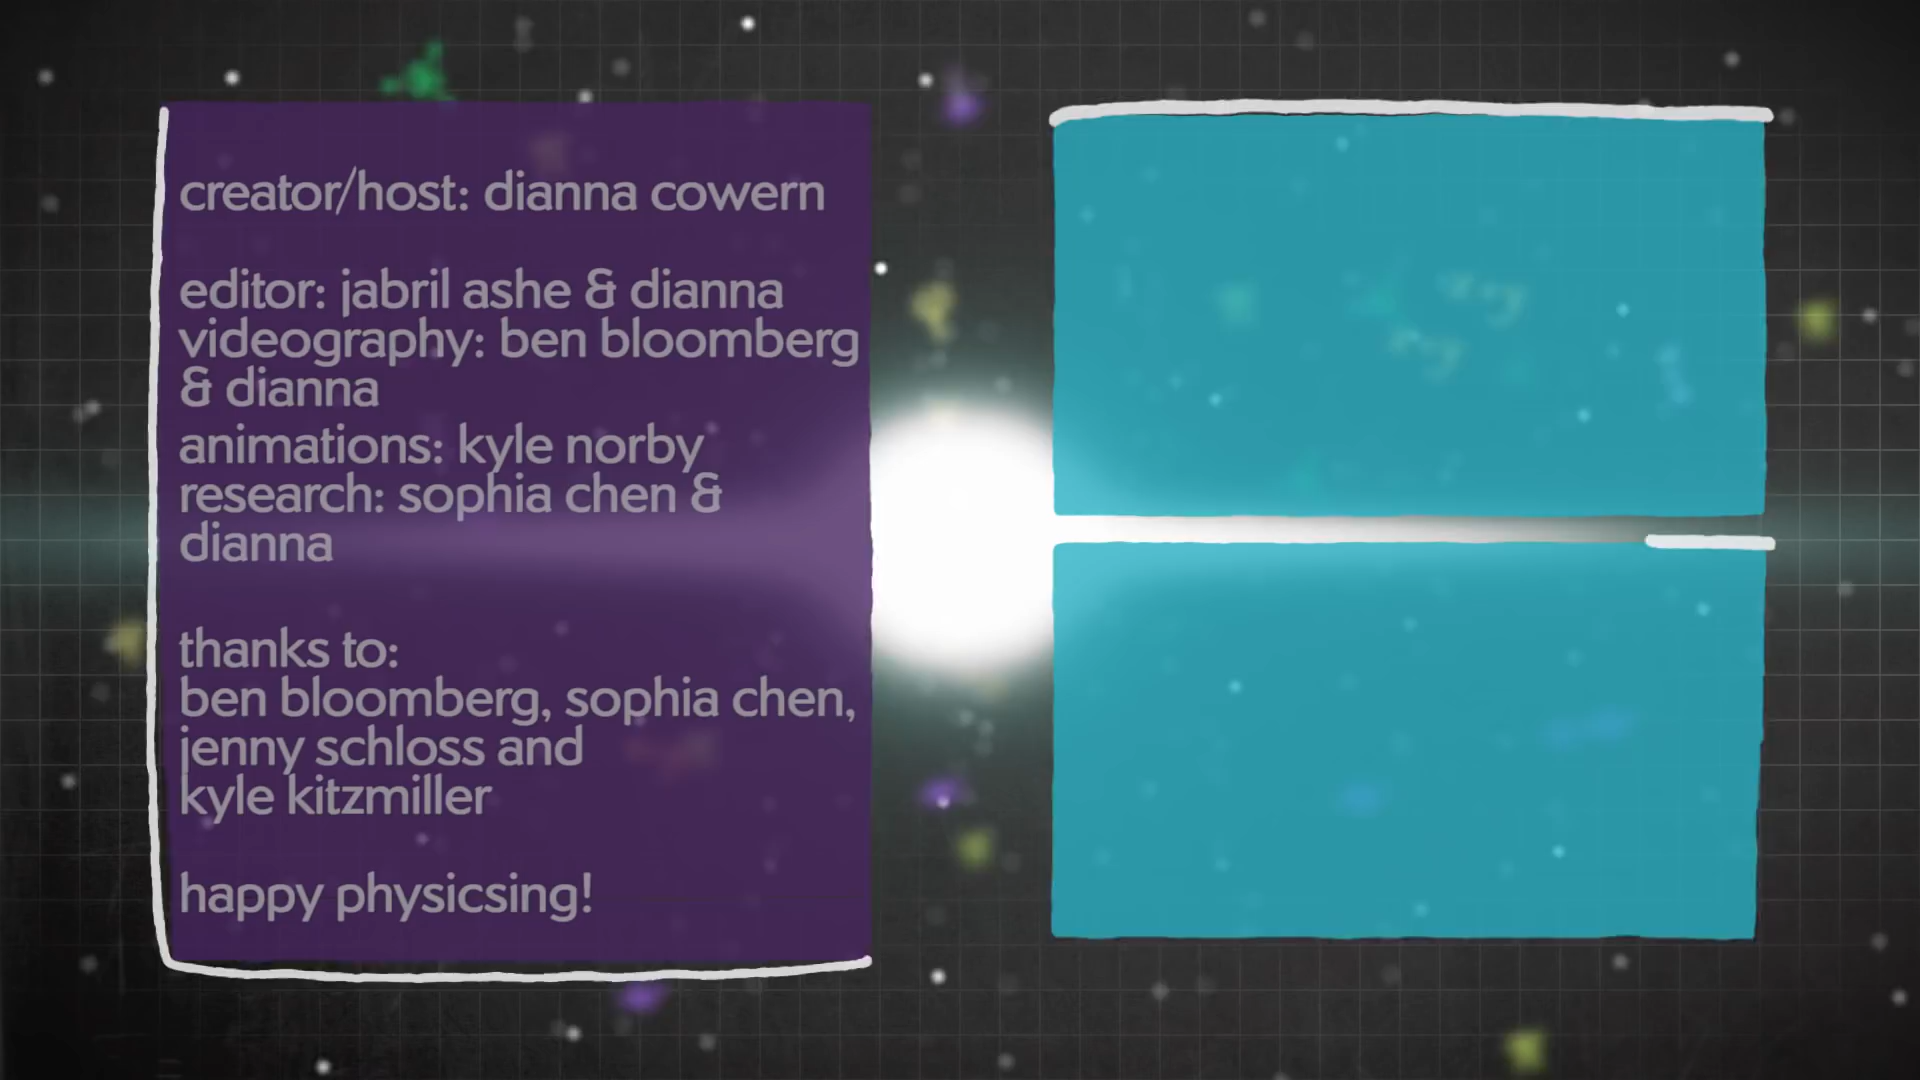 creator/host: dianna cowern
editor: jabril ashe & dianna
videography: ben bloomberg
& dianna
animations: kyle norby
research: sophia chen &
dianna
thanks to:
ben bloomberg, sophia chen,
jenny schloss and
kyle kitzmiller
happy physicsing!